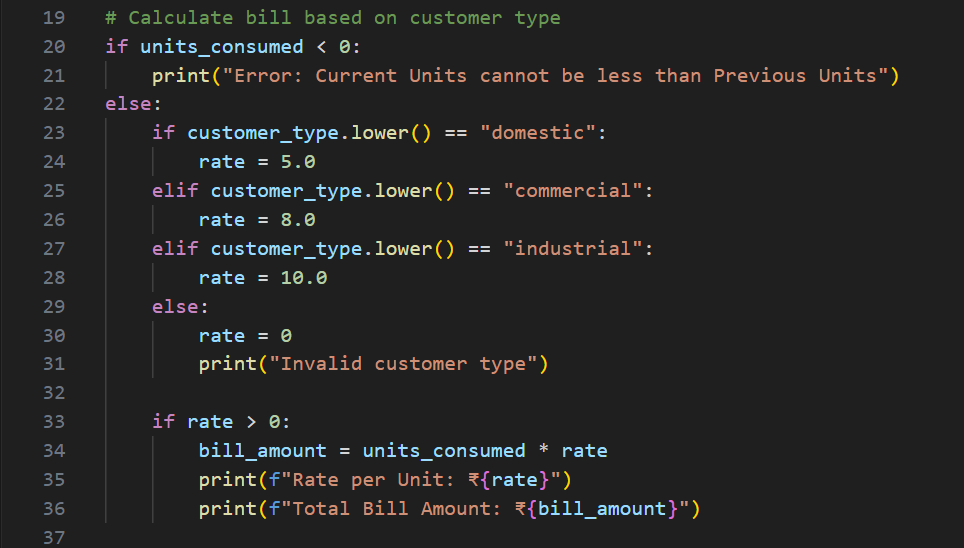 19 # Calculate bill based on customer type
20 if units_consumed < 0:
21     print("Error: Current Units cannot be less than Previous Units")
22 else:
23     if customer_type.lower() == "domestic":
24         rate = 5.0
25     elif customer_type.lower() == "commercial":
26         rate = 8.0
27     elif customer_type.lower() == "industrial":
28         rate = 10.0
29     else:
30         rate = 0
31         print("Invalid customer type")
32
33     if rate > 0:
34         bill_amount = units_consumed * rate
35         print(f"Rate per Unit: ₹{rate}")
36         print(f"Total Bill Amount: ₹{bill_amount}")
37